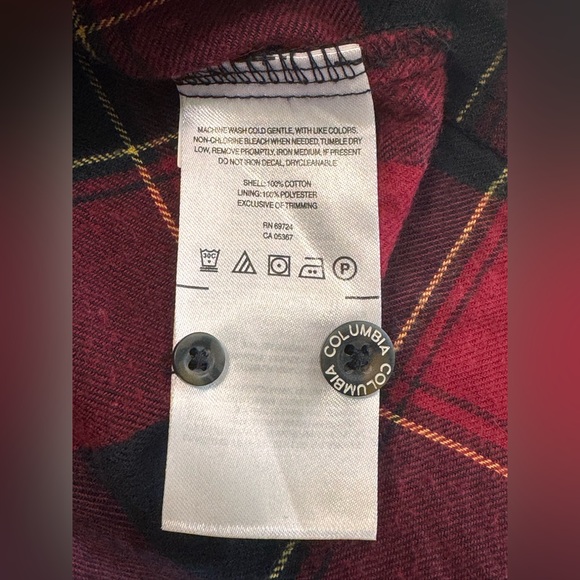 MACHINE WASH COLD GENTLE, WITH LIKE COLORS.
NON-CHLORINE BLEACH WHEN NEEDED, TUMBLE DRY
LOW, REMOVE PROMPTLY, IRON MEDIUM, IF PRESENT
DO NOT IRON DECAL, DRYCLEANABLE
SHELL: 100% COTTON
LINING: 100% POLYESTER
EXCLUSIVE OF TRIMMING
RN 69724
CA 05367
30C P
COLUMBIA COLUMBIA